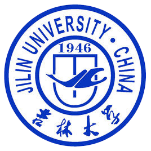 JILIN UNIVERSITY · CHINA
1946
吉林大学